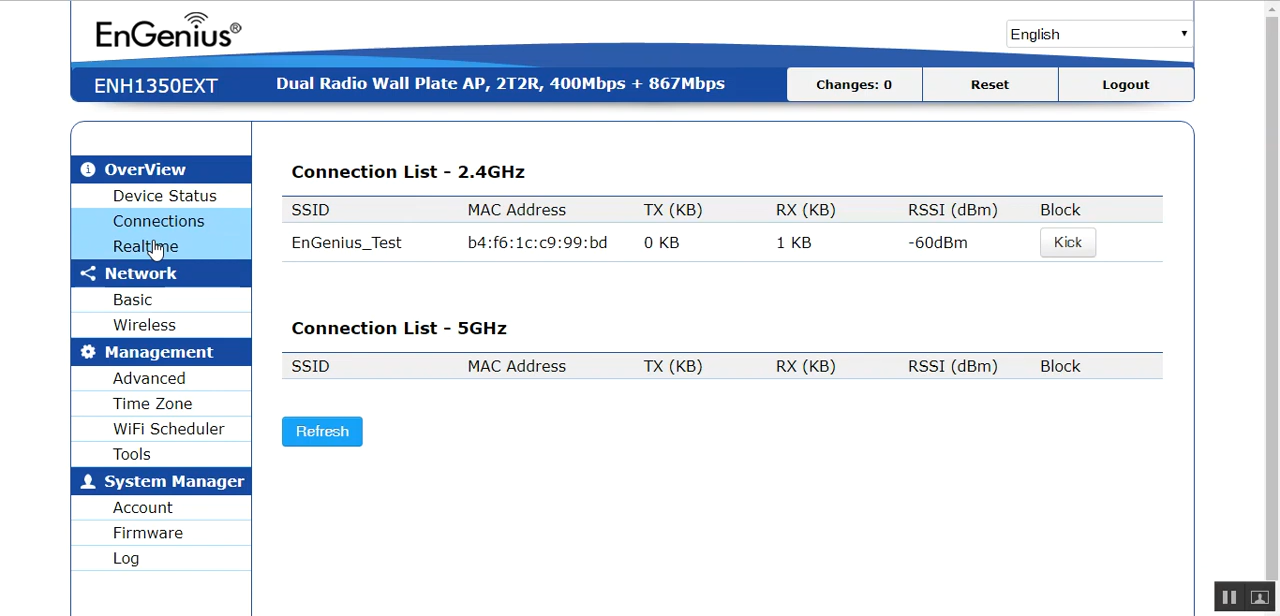 EnGenius®
English
ENH1350EXT Dual Radio Wall Plate AP, 2T2R, 400Mbps + 867Mbps Changes: 0 Reset Logout
OverView
Device Status
Connections
Realtime
Network
Basic
Wireless
Management
Advanced
Time Zone
WiFi Scheduler
Tools
System Manager
Account
Firmware
Log
Connection List - 2.4GHz
SSID MAC Address TX (KB) RX (KB) RSSI (dBm) Block
EnGenius_Test b4:f6:1c:c9:99:bd 0 KB 1 KB -60dBm Kick
Connection List - 5GHz
SSID MAC Address TX (KB) RX (KB) RSSI (dBm) Block
Refresh